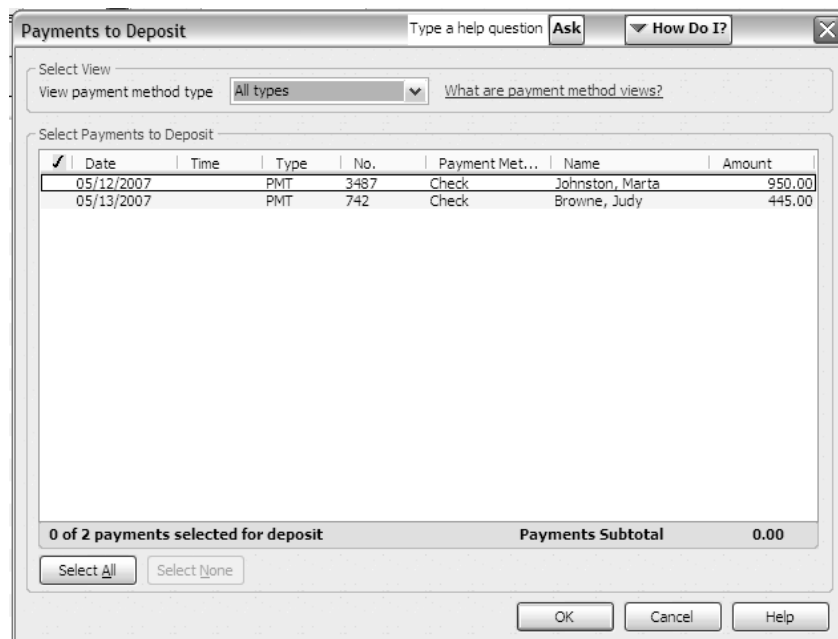 Payments to Deposit Type a help question Ask How Do I?
Select View
View payment method type All types What are payment method views?
Select Payments to Deposit
Date Time Type No. Payment Met... Name Amount
05/12/2007 PMT 3487 Check Johnston, Marta 950.00
05/13/2007 PMT 742 Check Browne, Judy 445.00
0 of 2 payments selected for deposit Payments Subtotal 0.00
Select All Select None
OK Cancel Help